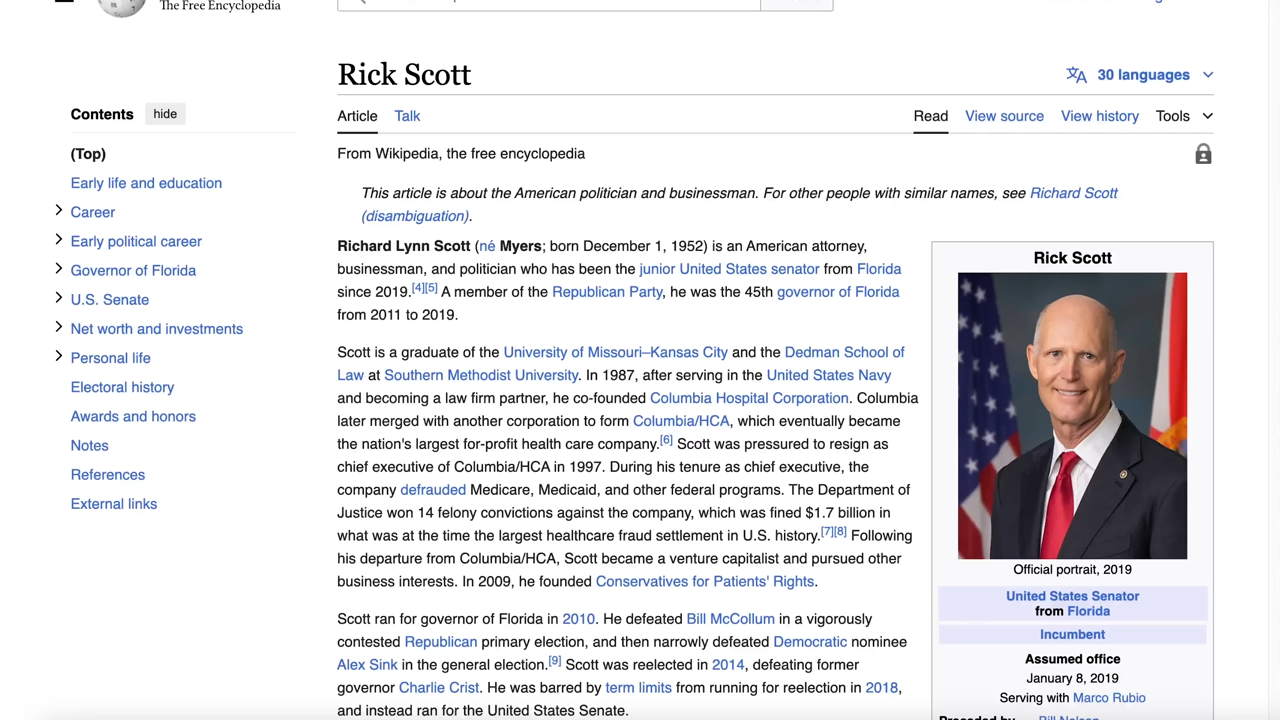 The Free Encyclopedia
Rick Scott
30 languages
Contents
hide
Article
Talk
Read
View source
View history
Tools
(Top)
Early life and education
Career
Early political career
Governor of Florida
U.S. Senate
Net worth and investments
Personal life
Electoral history
Awards and honors
Notes
References
External links
From Wikipedia, the free encyclopedia
This article is about the American politician and businessman. For other people with similar names, see Richard Scott
(disambiguation).
Richard Lynn Scott (né Myers; born December 1, 1952) is an American attorney,
businessman, and politician who has been the junior United States senator from Florida
since 2019.[4][5] A member of the Republican Party, he was the 45th governor of Florida
from 2011 to 2019.
Scott is a graduate of the University of Missouri–Kansas City and the Dedman School of
Law at Southern Methodist University. In 1987, after serving in the United States Navy
and becoming a law firm partner, he co-founded Columbia Hospital Corporation. Columbia
later merged with another corporation to form Columbia/HCA, which eventually became
the nation's largest for-profit health care company.[6] Scott was pressured to resign as
chief executive of Columbia/HCA in 1997. During his tenure as chief executive, the
company defrauded Medicare, Medicaid, and other federal programs. The Department of
Justice won 14 felony convictions against the company, which was fined $1.7 billion in
what was at the time the largest healthcare fraud settlement in U.S. history.[7][8] Following
his departure from Columbia/HCA, Scott became a venture capitalist and pursued other
business interests. In 2009, he founded Conservatives for Patients' Rights.
Scott ran for governor of Florida in 2010. He defeated Bill McCollum in a vigorously
contested Republican primary election, and then narrowly defeated Democratic nominee
Alex Sink in the general election.[9] Scott was reelected in 2014, defeating former
governor Charlie Crist. He was barred by term limits from running for reelection in 2018,
and instead ran for the United States Senate.
Rick Scott
Official portrait, 2019
United States Senator
from Florida
Incumbent
Assumed office
January 8, 2019
Serving with Marco Rubio
Preceded by Bill Nelson